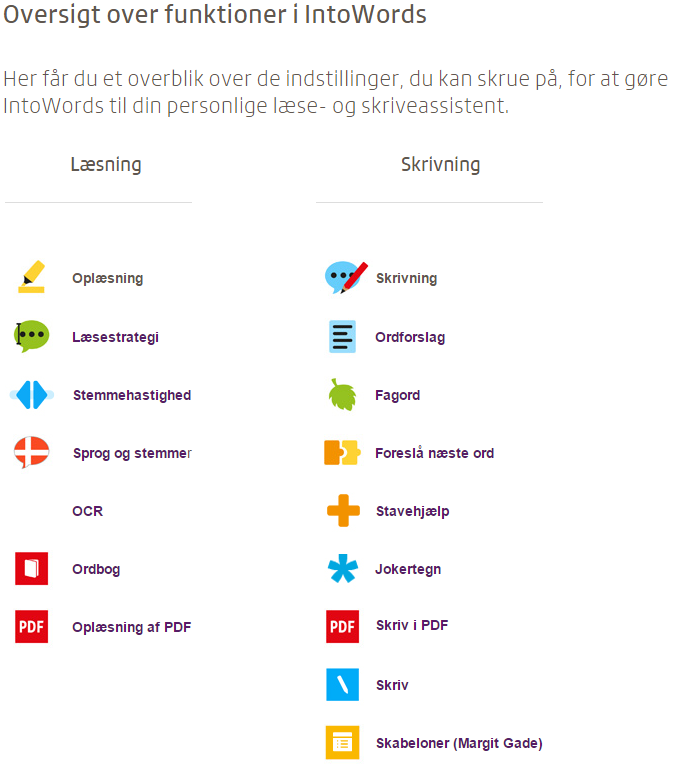 Oversigt over funktioner i IntoWords
Her får du et overblik over de indstillinger, du kan skrue på, for at gøre
IntoWords til din personlige læse- og skriveassistent.
Læsning
Oplæsning
Læsestrategi
Stemmehastighed
Sprog og stemmer
OCR
Ordbog
PDF Oplæsning af PDF
Skrivning
Skrivning
Ordforslag
Fagord
Foreslå næste ord
Stavehjælp
Jokertegn
PDF Skriv i PDF
Skriv
Skabeloner (Margit Gade)